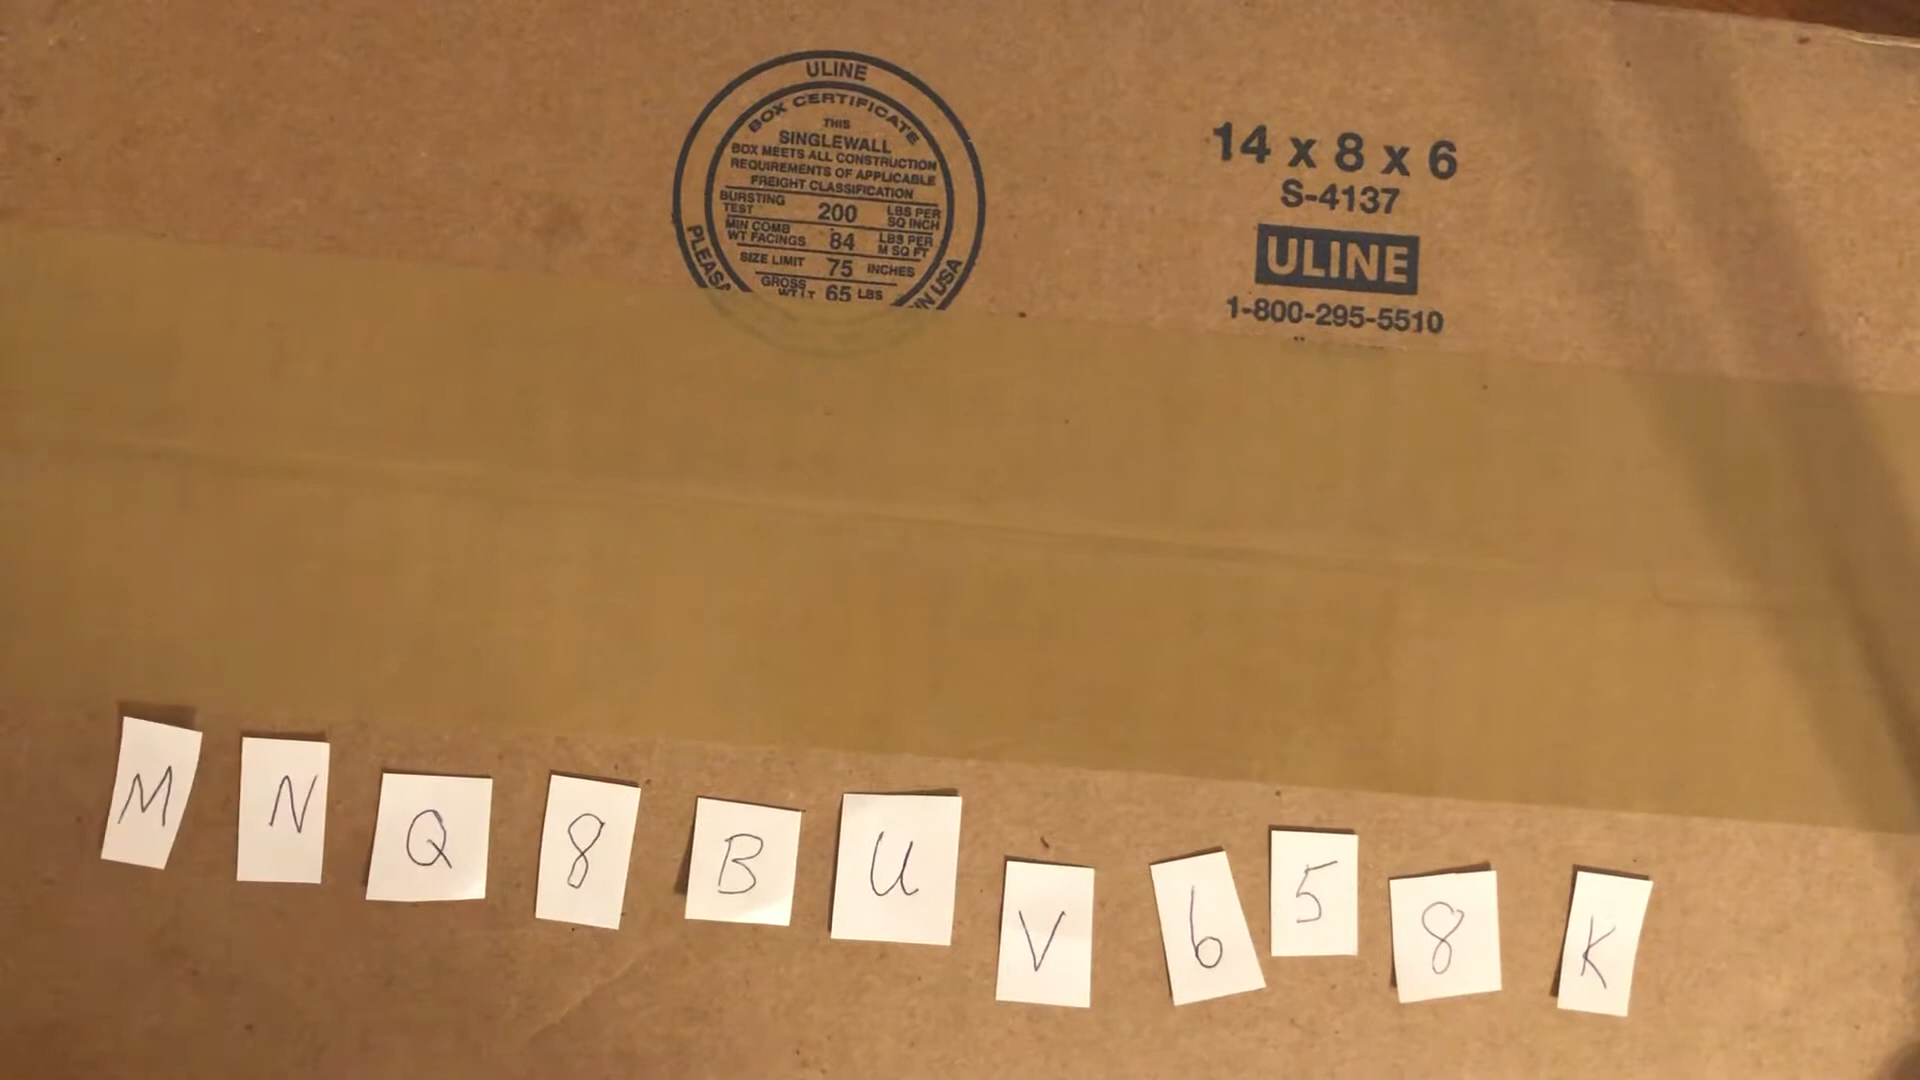 ULINE
BOX CERTIFICATE
THIS
SINGLEWALL
BOX MEETS ALL CONSTRUCTION
REQUIREMENTS OF APPLICABLE
FREIGHT CLASSIFICATION
BURSTING TEST 200 LBS PER SQ INCH
MIN COMB WT FACINGS 84 LBS PER M SQ FT
SIZE LIMIT 75 INCHES
GROSS WT LT 65 LBS
IN USA
14 x 8 x 6
S-4137
ULINE
1-800-295-5510
M N Q 8 B U V 6 5 8 K